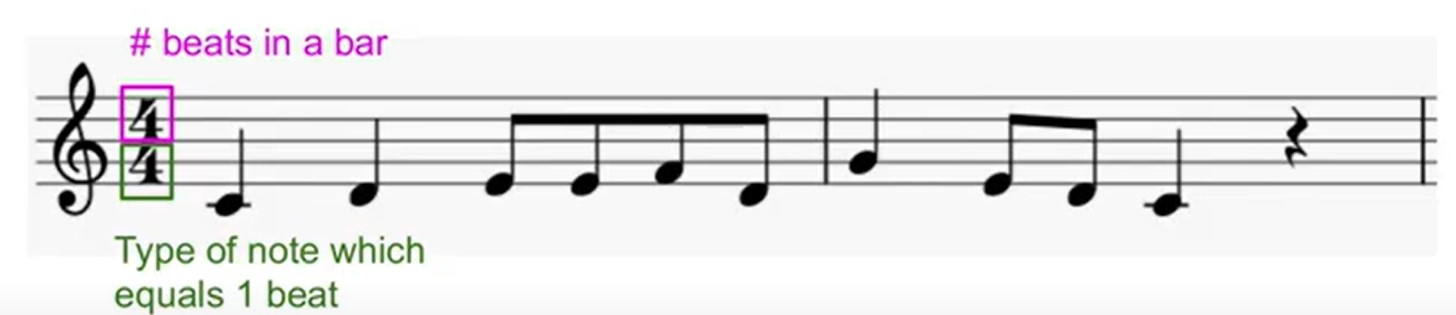 # beats in a bar
4
4
Type of note which
equals 1 beat